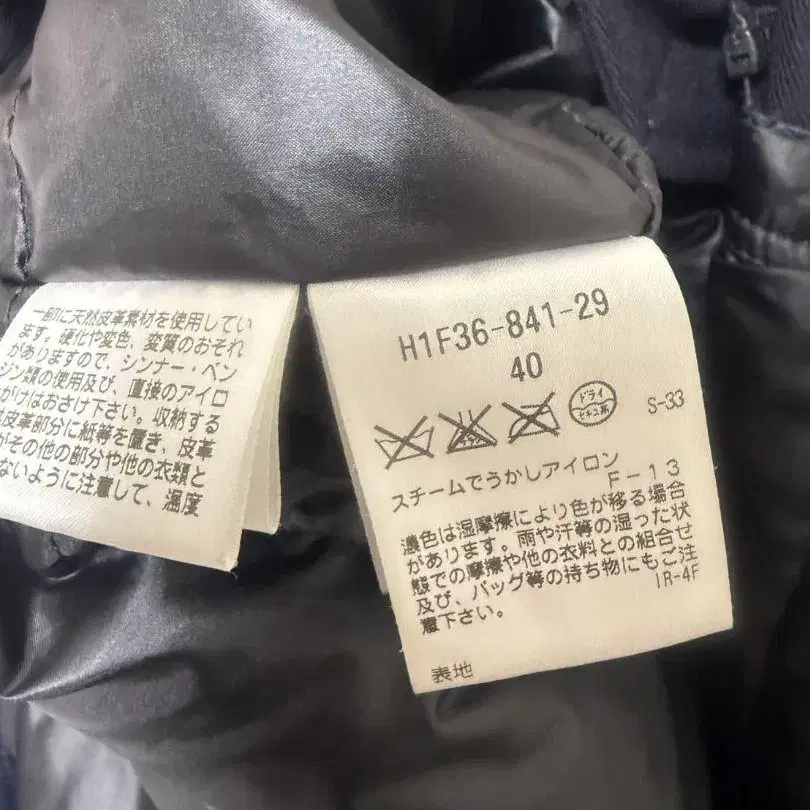 一部に天然皮革素材を使用してい
ます。硬化や変色、変質のおそれ
がありますので、シンナー・ベン
ジン類の使用及び、直接のアイロ
がけはおさけ下さい。収納する
皮革部分に紙等を置き、皮革
がその他の部分や他の衣類と
ないように注意して、温度
H1F36-841-29
40
ドライ
セキユ系
S-33
スチームでうかしアイロン
F-13
濃色は湿摩擦により色が移る場合
があります。雨や汗等の湿った状
態での摩擦や他の衣料との組合せ
及び、バッグ等の持ち物にもご注
意下さい。
IR-4F
表地